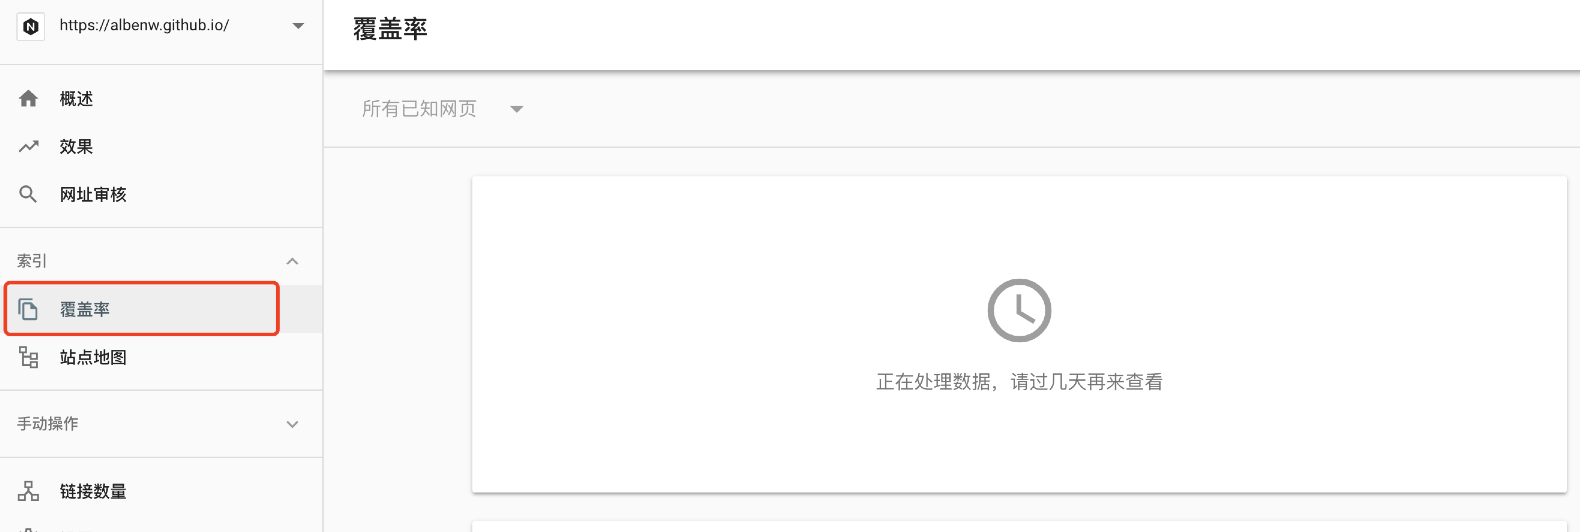 https://albenw.github.io/
概述
效果
网址审核
索引
覆盖率
站点地图
手动操作
链接数量
覆盖率
所有已知网页
正在处理数据，请过几天再来查看